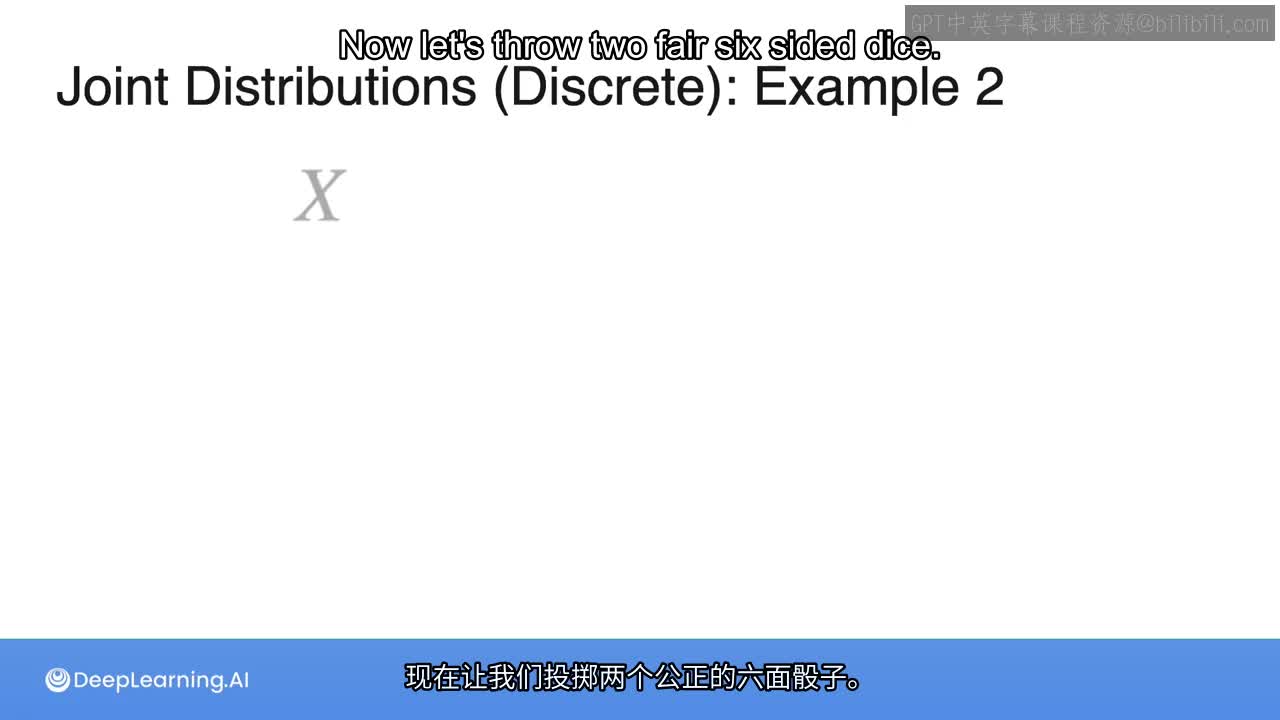 GPT中英字幕课程资源@bilibili.com
Now let's throw two fair six sided dice.
Joint Distributions (Discrete): Example 2
X
DeepLearning.AI
现在让我们投掷两个公正的六面骰子。